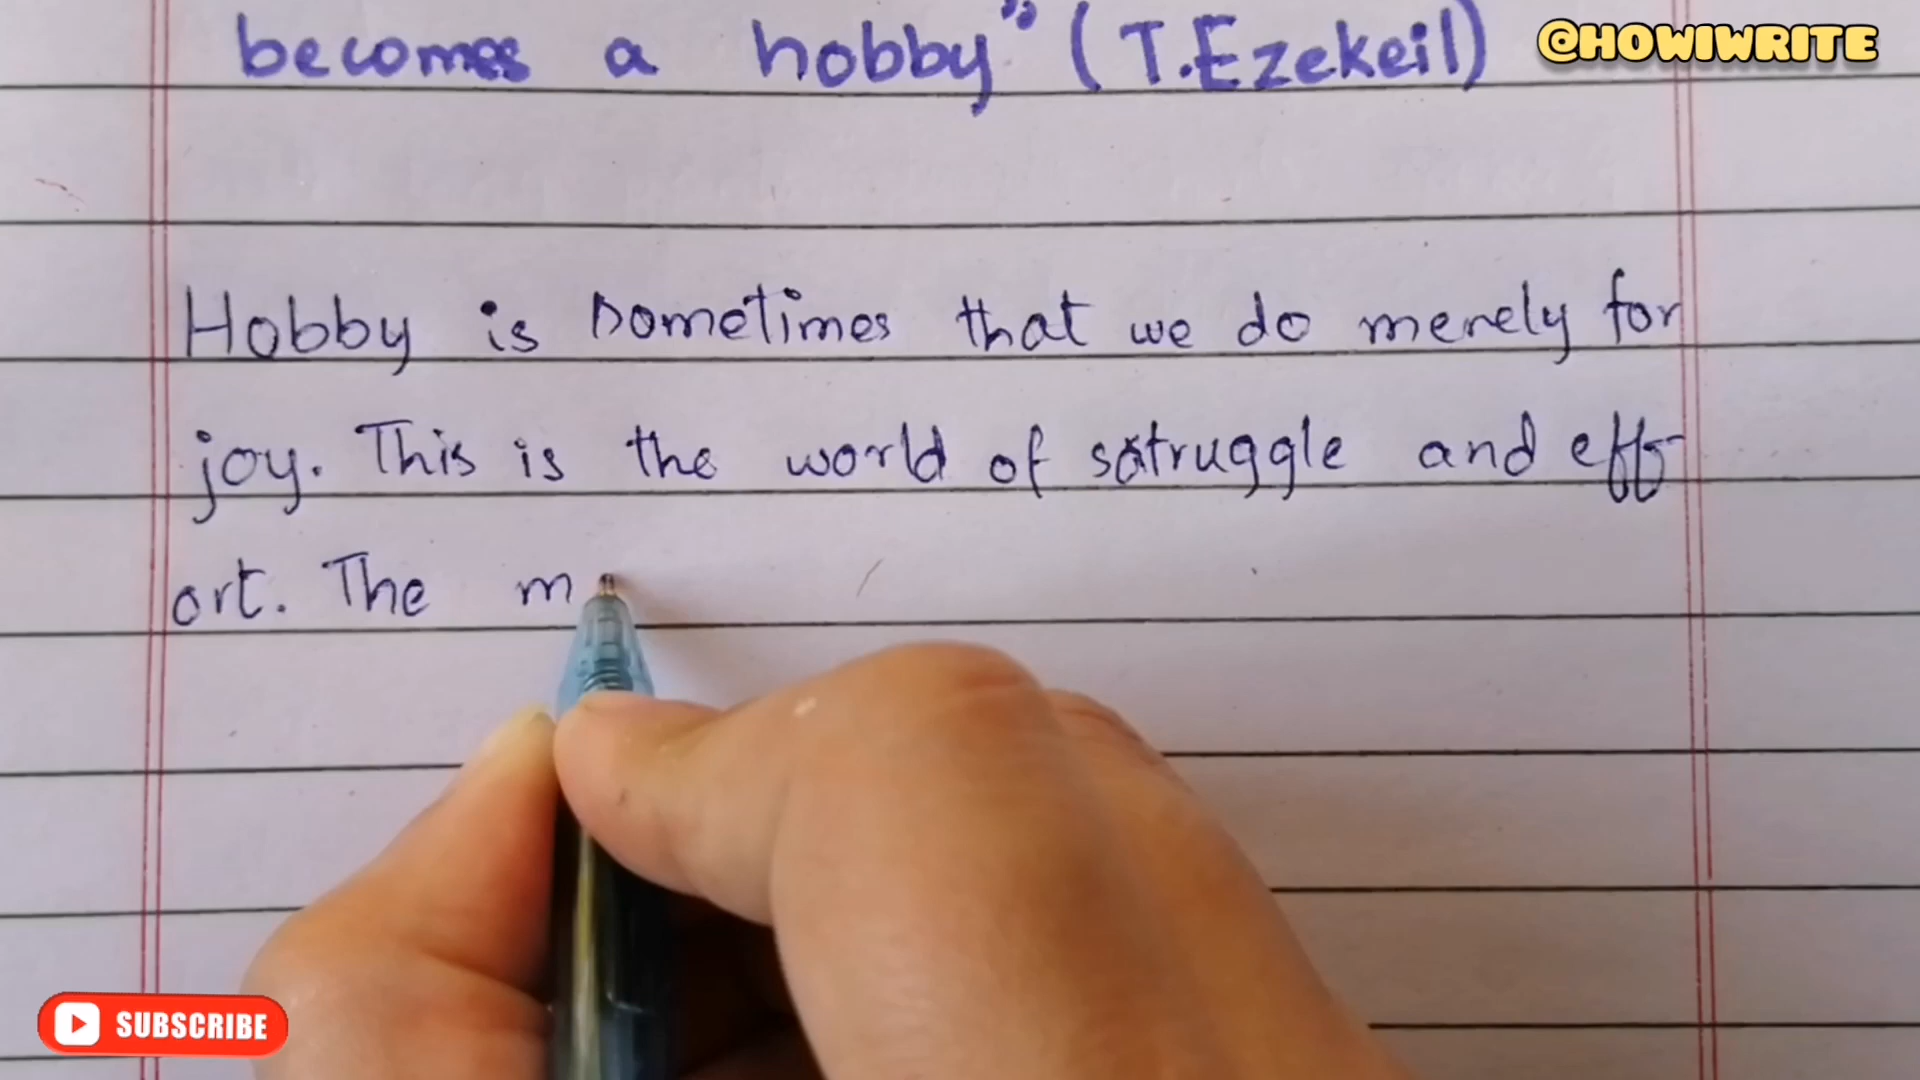 becomes a hobby" (T.Ezekeil)
@HOWIWRITE
Hobby is sometimes that we do merely for
joy. This is the world of struggle and eff-
ort. The m
SUBSCRIBE